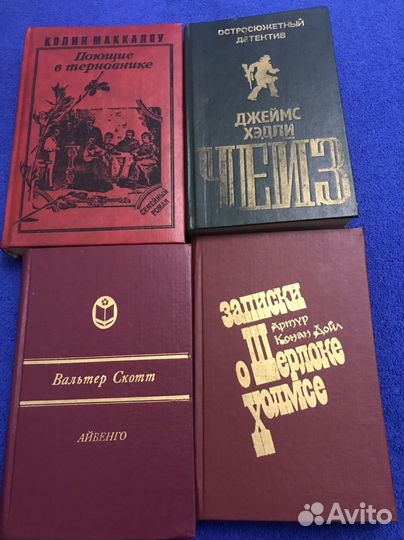 КОЛИН МАККАЛОУ
Поющие
в терновнике
СЕМЕЙНЫЙ
РОМАН
ОСТРОСЮЖЕТНЫЙ
ДЕТЕКТИВ
ДЖЕЙМС
ХЭДЛИ
ЧЕЙЗ
Вальтер Скотт
АЙВЕНГО
записки
Артур
Конан Дойл
о Шерлоке
Холмсе
Avito